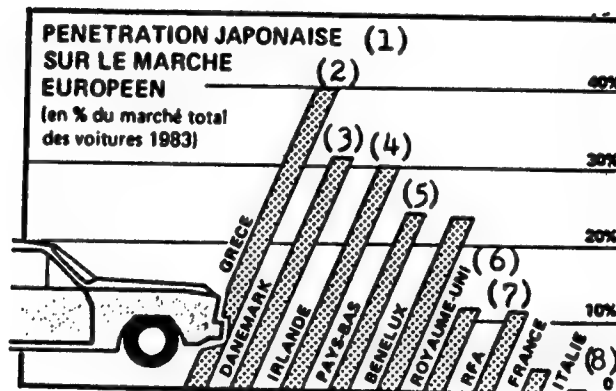 PENETRATION JAPONAISE (1)
SUR LE MARCHE
EUROPEEN (2)
(en % du marché total
des voitures 1983)
40%
(3)
(4)
30%
(5)
20%
(6)
(7)
10%
(8)
GRECE
DANEMARK
IRLANDE
PAYS-BAS
BENELUX
ROYAUME-UNI
RFA
FRANCE
ITALIE